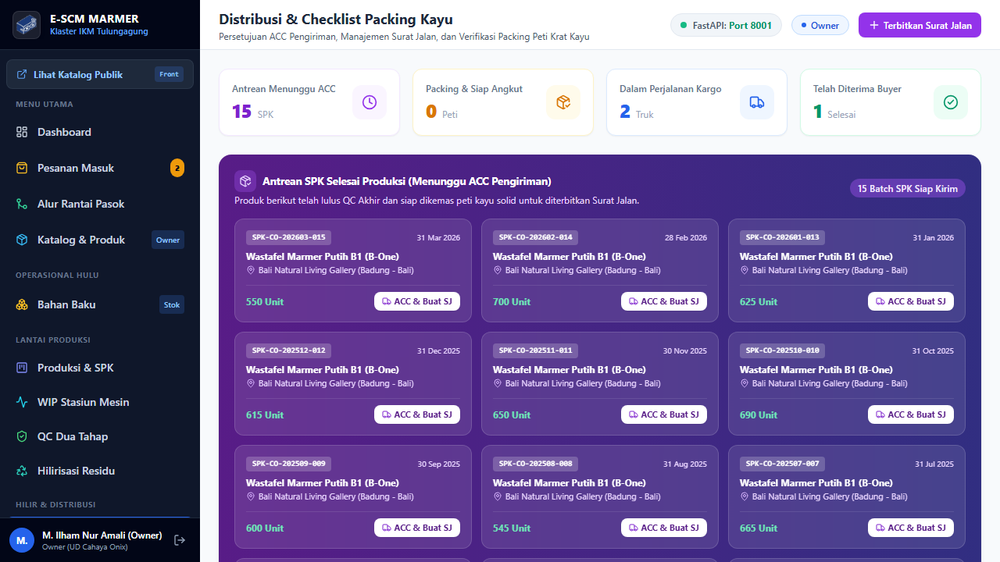 E-SCM MARMER
Klaster IKM Tulungagung
Lihat Katalog Publik
Front
MENU UTAMA
Dashboard
Pesanan Masuk
2
Alur Rantai Pasok
Katalog & Produk
Owner
OPERASIONAL HULU
Bahan Baku
Stok
LANTAI PRODUKSI
Produksi & SPK
WIP Stasiun Mesin
QC Dua Tahap
Hilirisasi Residu
HILIR & DISTRIBUSI
M.
M. Ilham Nur Amali (Owner)
Owner (UD Cahaya Onix)
Distribusi & Checklist Packing Kayu
Persetujuan ACC Pengiriman, Manajemen Surat Jalan, dan Verifikasi Packing Peti Krat Kayu
FastAPI: Port 8001
Owner
Terbitkan Surat Jalan
Antrean Menunggu ACC
15 SPK
Packing & Siap Angkut
0 Peti
Dalam Perjalanan Kargo
2 Truk
Telah Diterima Buyer
1 Selesai
Antrean SPK Selesai Produksi (Menunggu ACC Pengiriman)
Produk berikut telah lulus QC Akhir dan siap dikemas peti kayu solid untuk diterbitkan Surat Jalan.
15 Batch SPK Siap Kirim
SPK-CO-202603-015
31 Mar 2026
Wastafel Marmer Putih B1 (B-One)
Bali Natural Living Gallery (Badung - Bali)
550 Unit
ACC & Buat SJ
SPK-CO-202602-014
28 Feb 2026
Wastafel Marmer Putih B1 (B-One)
Bali Natural Living Gallery (Badung - Bali)
700 Unit
ACC & Buat SJ
SPK-CO-202601-013
31 Jan 2026
Wastafel Marmer Putih B1 (B-One)
Bali Natural Living Gallery (Badung - Bali)
625 Unit
ACC & Buat SJ
SPK-CO-202512-012
31 Dec 2025
Wastafel Marmer Putih B1 (B-One)
Bali Natural Living Gallery (Badung - Bali)
615 Unit
ACC & Buat SJ
SPK-CO-202511-011
30 Nov 2025
Wastafel Marmer Putih B1 (B-One)
Bali Natural Living Gallery (Badung - Bali)
650 Unit
ACC & Buat SJ
SPK-CO-202510-010
31 Oct 2025
Wastafel Marmer Putih B1 (B-One)
Bali Natural Living Gallery (Badung - Bali)
690 Unit
ACC & Buat SJ
SPK-CO-202509-009
30 Sep 2025
Wastafel Marmer Putih B1 (B-One)
Bali Natural Living Gallery (Badung - Bali)
600 Unit
ACC & Buat SJ
SPK-CO-202508-008
31 Aug 2025
Wastafel Marmer Putih B1 (B-One)
Bali Natural Living Gallery (Badung - Bali)
545 Unit
ACC & Buat SJ
SPK-CO-202507-007
31 Jul 2025
Wastafel Marmer Putih B1 (B-One)
Bali Natural Living Gallery (Badung - Bali)
665 Unit
ACC & Buat SJ